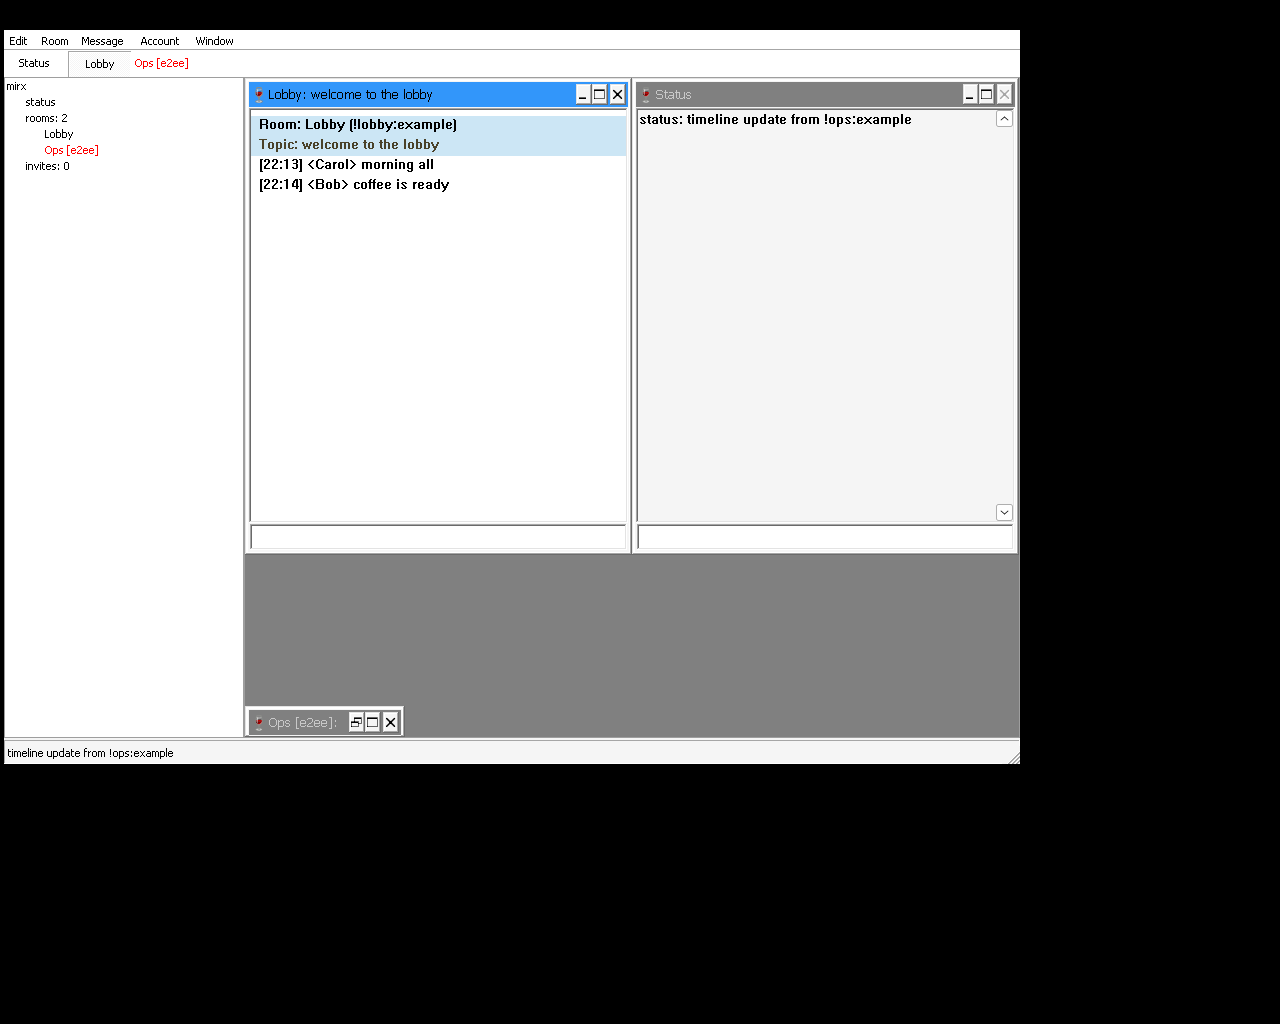 Edit Room Message Account Window
Status Lobby Ops [e2ee]
mirx
status
rooms: 2
Lobby
Ops [e2ee]
invites: 0
Lobby: welcome to the lobby
Room: Lobby (!lobby:example)
Topic: welcome to the lobby
[22:13] <Carol> morning all
[22:14] <Bob> coffee is ready
Status
status: timeline update from !ops:example
Ops [e2ee]:
timeline update from !ops:example